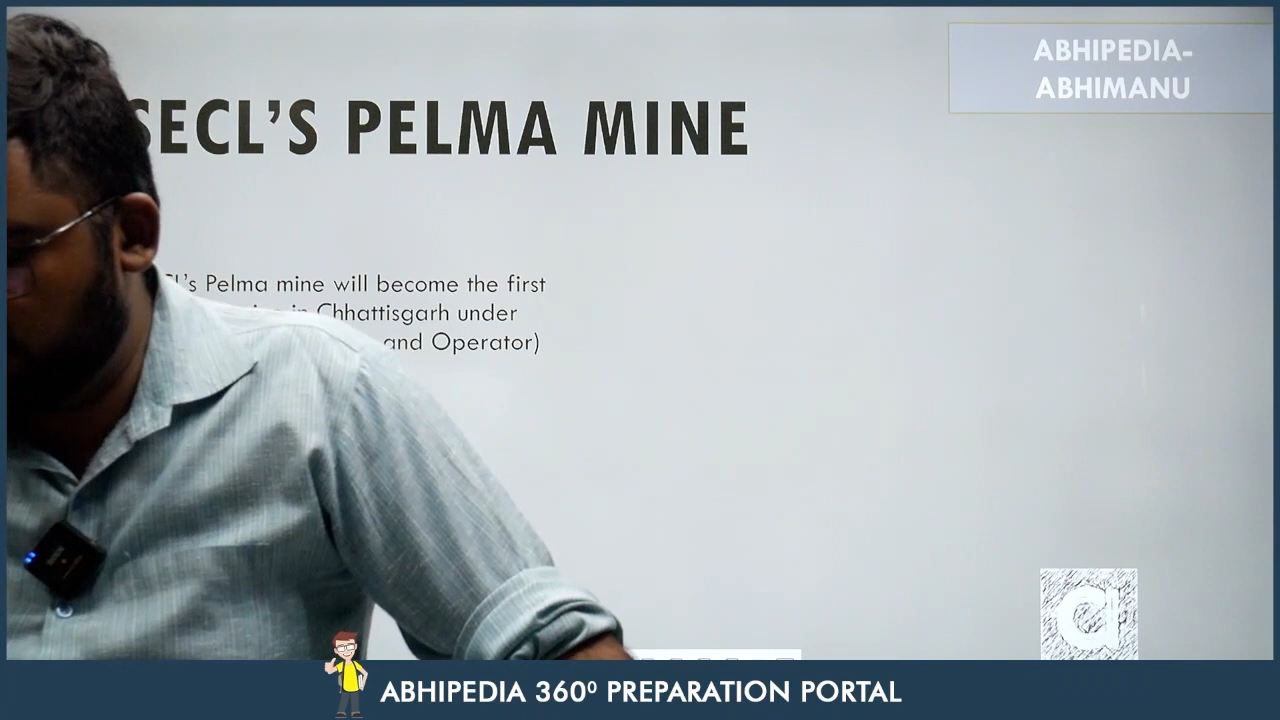 ABHIPEDIA-
ABHIMANU
SECL'S PELMA MINE
CL's Pelma mine will become the first
in Chhattisgarh under
and Operator)
ABHIPEDIA 360⁰ PREPARATION PORTAL